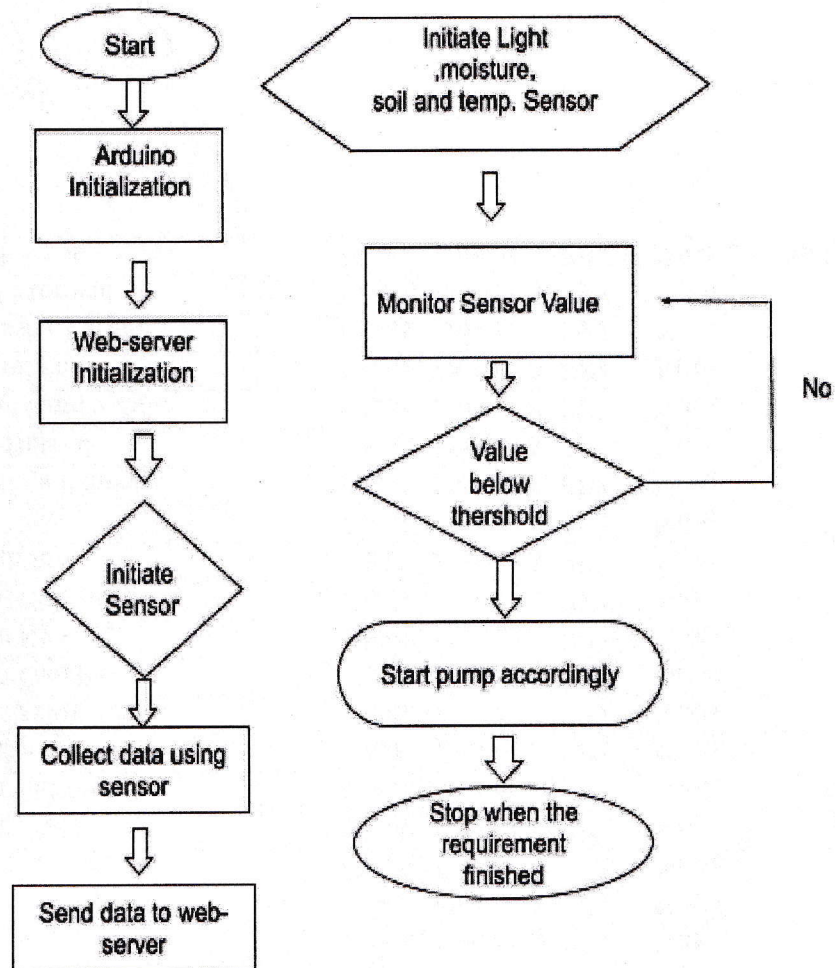 Start
Arduino
Initialization
Web-server
Initialization
Initiate
Sensor
Collect data using
sensor
Send data to web-
server
Initiate Light
,moisture,
soil and temp. Sensor
Monitor Sensor Value
No
Value
below
thershold
Start pump accordingly
Stop when the
requirement
finished